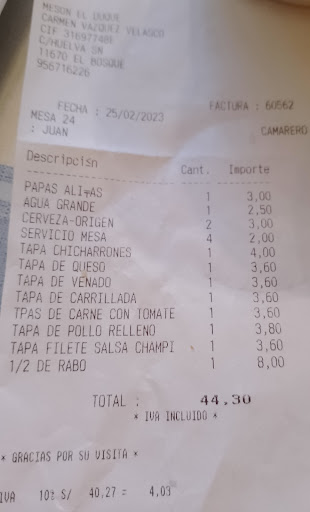 MESON EL DUQUE
CARMEN VAZQUEZ VELASCO
CIF 31697748E
C/HUELVA SN
11670 EL BOSQUE
956716226
FECHA : 25/02/2023 FACTURA : 60562
MESA 24 CAMARERO
: JUAN
Descripción Cant. Importe
PAPAS ALIÑAS 1 3,00
AGUA GRANDE 1 2,50
CERVEZA-ORIGEN 2 3,00
SERVICIO MESA 4 2,00
TAPA CHICHARRONES 1 4,00
TAPA DE QUESO 1 3,60
TAPA DE VENADO 1 3,60
TAPA DE CARRILLADA 1 3,60
TPAS DE CARNE CON TOMATE 1 3,60
TAPA DE POLLO RELLENO 1 3,80
TAPA FILETE SALSA CHAMPI 1 3,60
1/2 DE RABO 1 8,00
TOTAL : 44,30
* IVA INCLUIDO *
* GRACIAS POR SU VISITA *
IVA 10% S/ 40,27 = 4,03